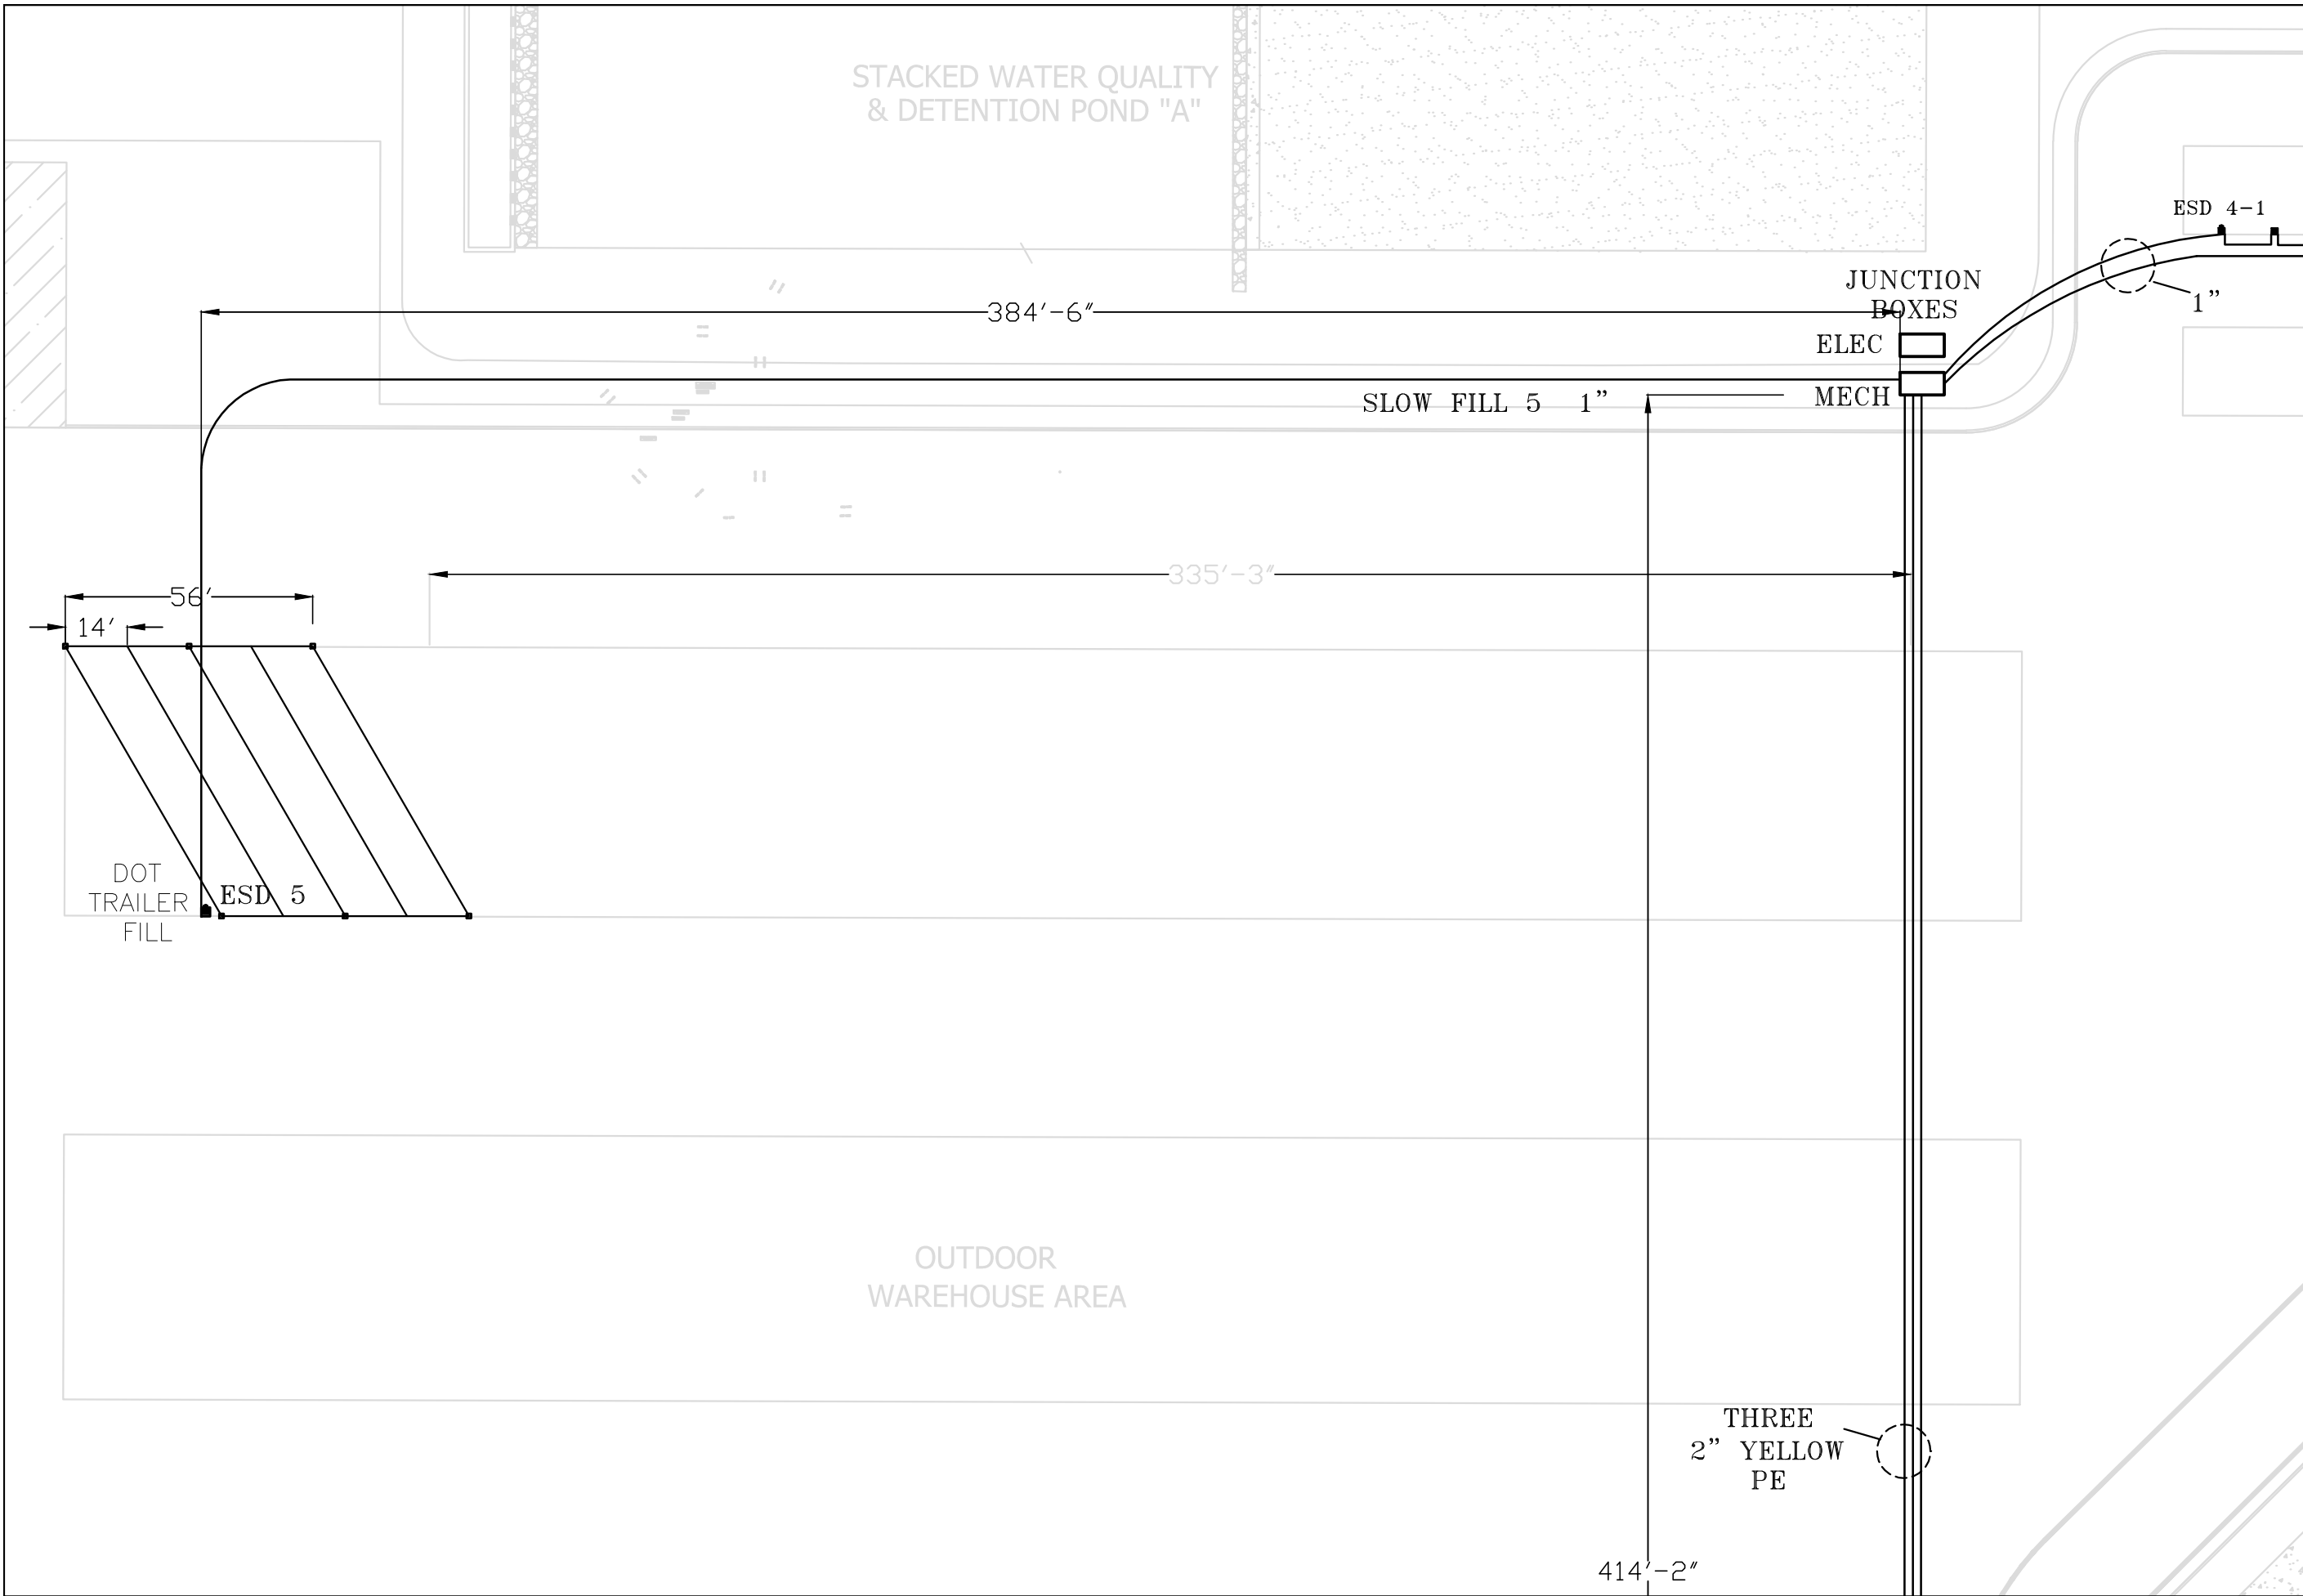 STACKED WATER QUALITY
& DETENTION POND "A"
ESD 4-1
JUNCTION
BOXES
1”
384'-6"
ELEC
MECH
SLOW FILL 5 1”
335'-3"
56'
14'
DOT
TRAILER
FILL
ESD 5
OUTDOOR
WAREHOUSE AREA
THREE
2” YELLOW
PE
414'-2"